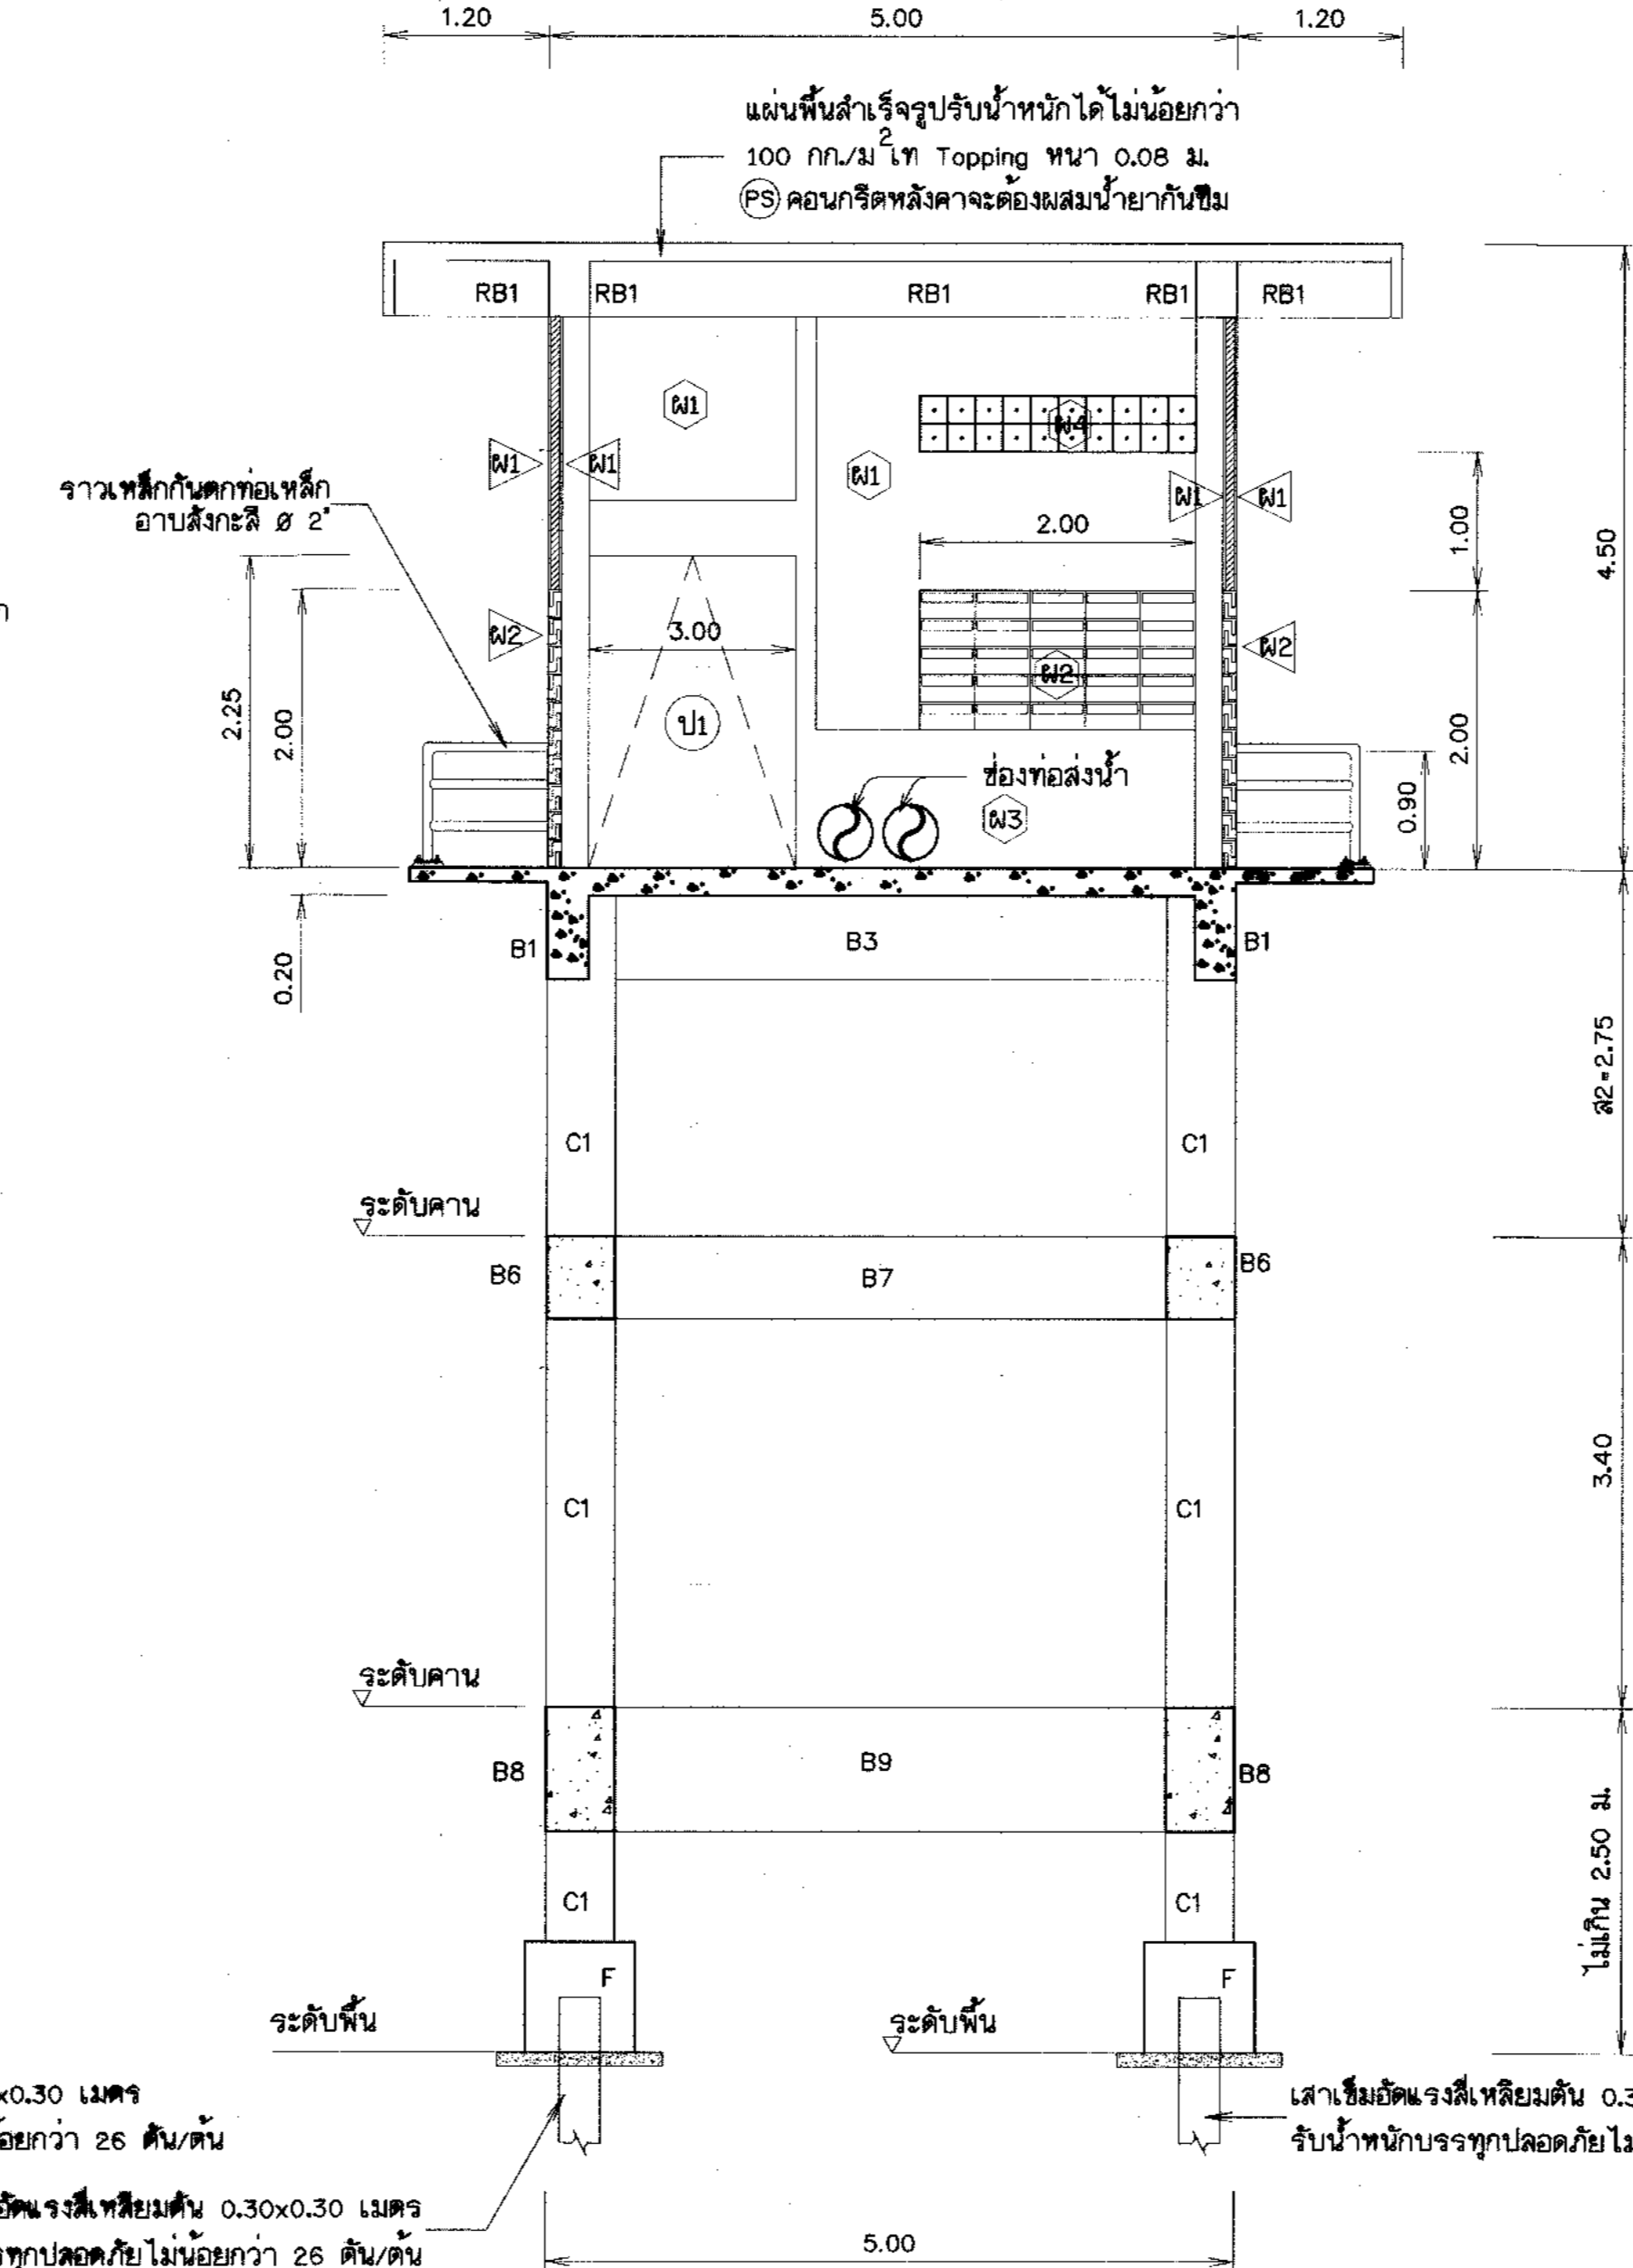 1.20
5.00
1.20
แผ่นพื้นสำเร็จรูปรับน้ำหนักได้ไม่น้อยกว่า
100 กก./ม2 เท Topping หนา 0.08 ม.
PS คอนกรีตหลังคาจะต้องผสมน้ำยากันซึม
RB1
RB1
RB1
RB1
RB1
ผ1
ผ4
ผ1
ผ1
ผ1
ผ1
ผ1
ราวเหล็กกันตกท่อเหล็ก
อาบสังกะสี Ø 2"
2.00
1.00
4.50
ผ2
3.00
ผ2
ผ2
2.25
2.00
ป1
2.00
ช่องท่อส่งน้ำ
ผ3
0.90
B1
B3
B1
0.20
ส2=2.75
C1
C1
ระดับคาน
B6
B7
B6
C1
C1
3.40
ระดับคาน
B8
B9
B8
C1
C1
ไม่เกิน 2.50 ม.
F
F
ระดับพื้น
ระดับพื้น
x0.30 เมตร
้อยกว่า 26 ตัน/ต้น
เสาเข็มอัดแรงสี่เหลี่ยมตัน 0.3
รับน้ำหนักบรรทุกปลอดภัยไม่
อัดแรงสี่เหลี่ยมตัน 0.30x0.30 เมตร
ทุกปลอดภัยไม่น้อยกว่า 26 ตัน/ต้น
5.00